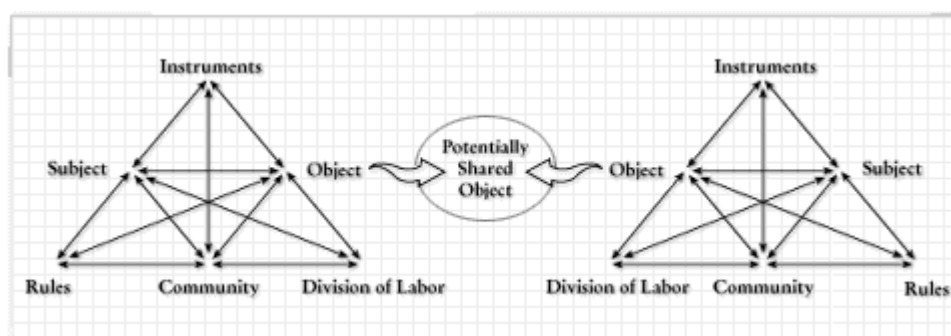 Instruments
Instruments
Subject
Object
Potentially
Shared
Object
Object
Subject
Rules
Community
Division of Labor
Division of Labor
Community
Rules